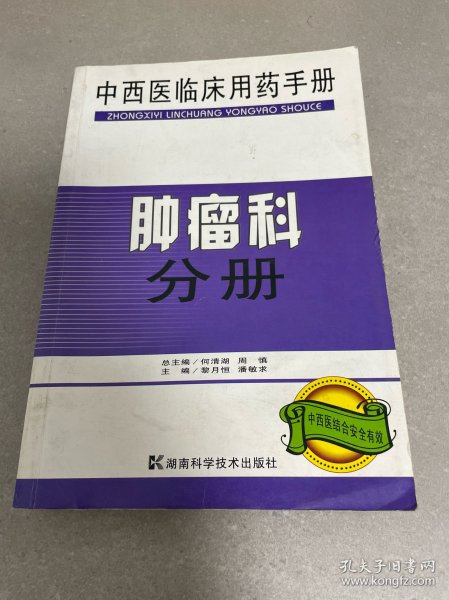 中西医临床用药手册
ZHONGXIYI LINCHUANG YONGYAO SHOUCE
肿瘤科
分册
总主编／何清湖 周 慎
主 编／黎月恒 潘敏求
中西医结合安全有效
湖南科学技术出版社
孔夫子旧书网
www.kongfz.com